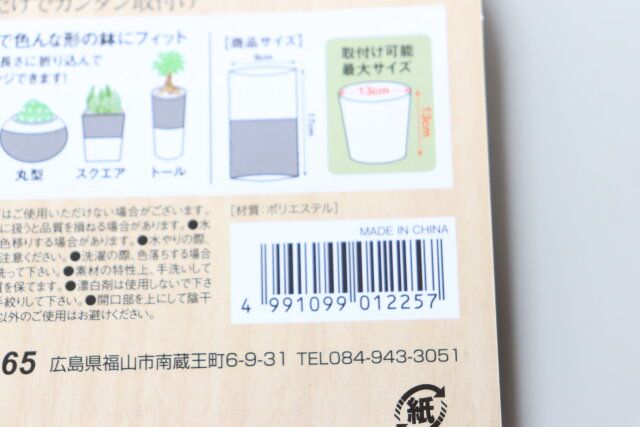 だけでカンタン取付け
で色んな形の鉢にフィット
長さに折り込んで
ンジできます!
丸型
スクエア
トール
[商品サイズ]
9cm
17cm
取付け可能
最大サイズ
13cm
13cm
[材質:ポリエステル]
MADE IN CHINA
4 991099 012257
てはご使用いただけない場合がございます。
に扱うと品質を損ねる場合があります。●水
色移りする場合があります。●水やりの際、
注意ください。●洗濯の際、色落ちする場合
洗って下さい。●素材の特性上、手洗いして
質を保てます。●漂白剤は使用しないで下さ
手絞りして下さい。●開口部を上にして陰干
以外のご使用はお避けください。
65 広島県福山市南蔵王町6-9-31 TEL084-943-3051
紙